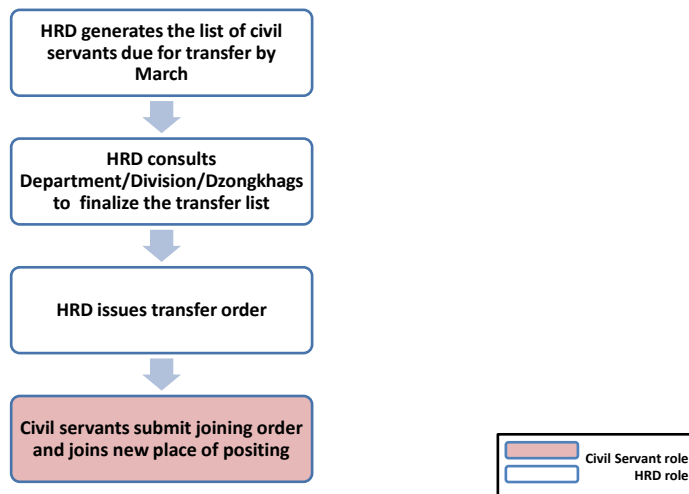 HRD generates the list of civil
servants due for transfer by
March
HRD consults
Department/Division/Dzongkhags
to finalize the transfer list
HRD issues transfer order
Civil servants submit joining order
and joins new place of positing
Civil Servant role
HRD role